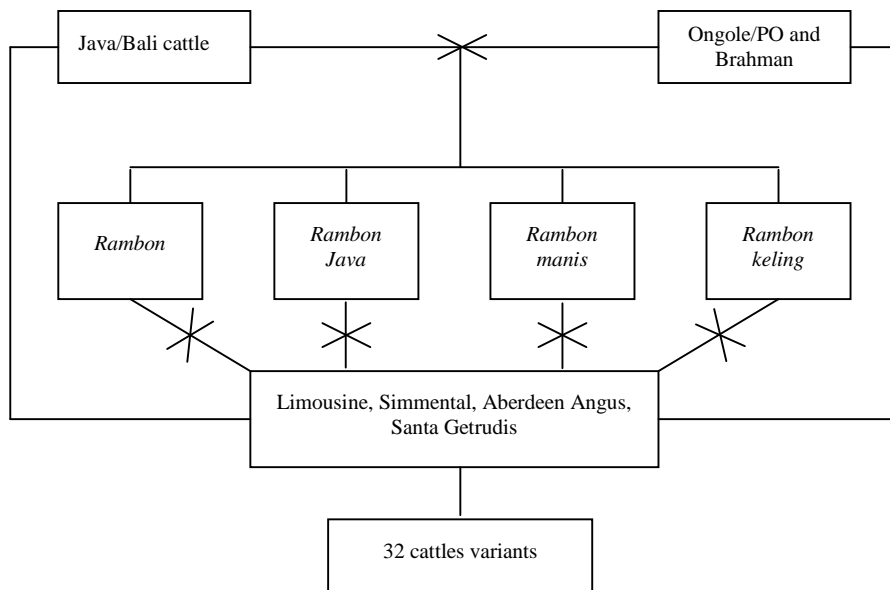 Java/Bali cattle
Ongole/PO and
Brahman
Rambon
Rambon
Java
Rambon
manis
Rambon
keling
Limousine, Simmental, Aberdeen Angus,
Santa Getrudis
32 cattles variants